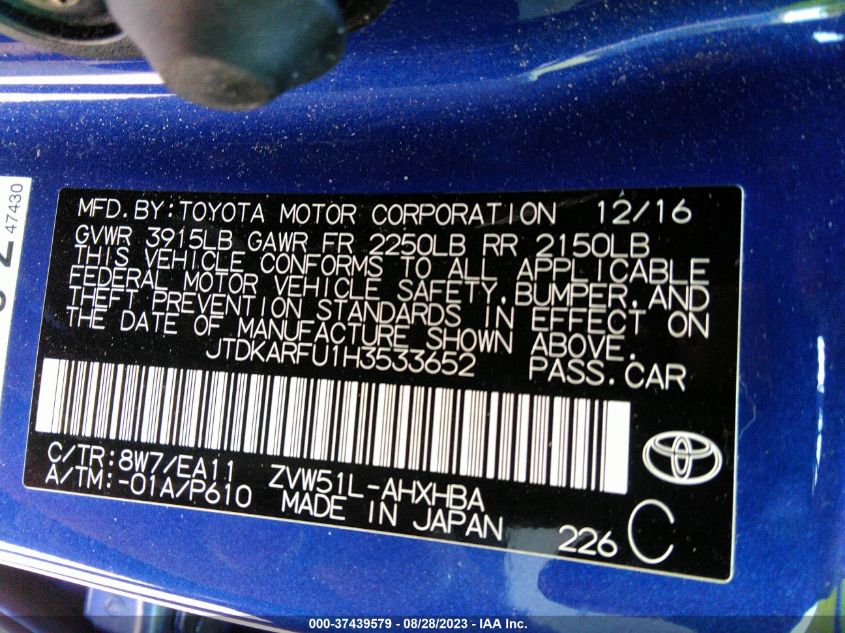 MFD.BY:TOYOTA MOTOR CORPORATION 12/16
GVWR 3915LB GAWR FR 2250LB RR 2150LB
THIS VEHICLE CONFORMS TO ALL APPLICABLE
FEDERAL MOTOR VEHICLE SAFETY,BUMPER,AND
THEFT PREVENTION STANDARDS IN EFFECT ON
THE DATE OF MANUFACTURE SHOWN ABOVE.
JTDKARFU1H3533652 PASS.CAR
C/TR:8W7/EA11 ZVW51L-AHXHBA
A/TM:-01A/P610 MADE IN JAPAN
226 C
47430
000-37439579 - 08/28/2023 - IAA Inc.